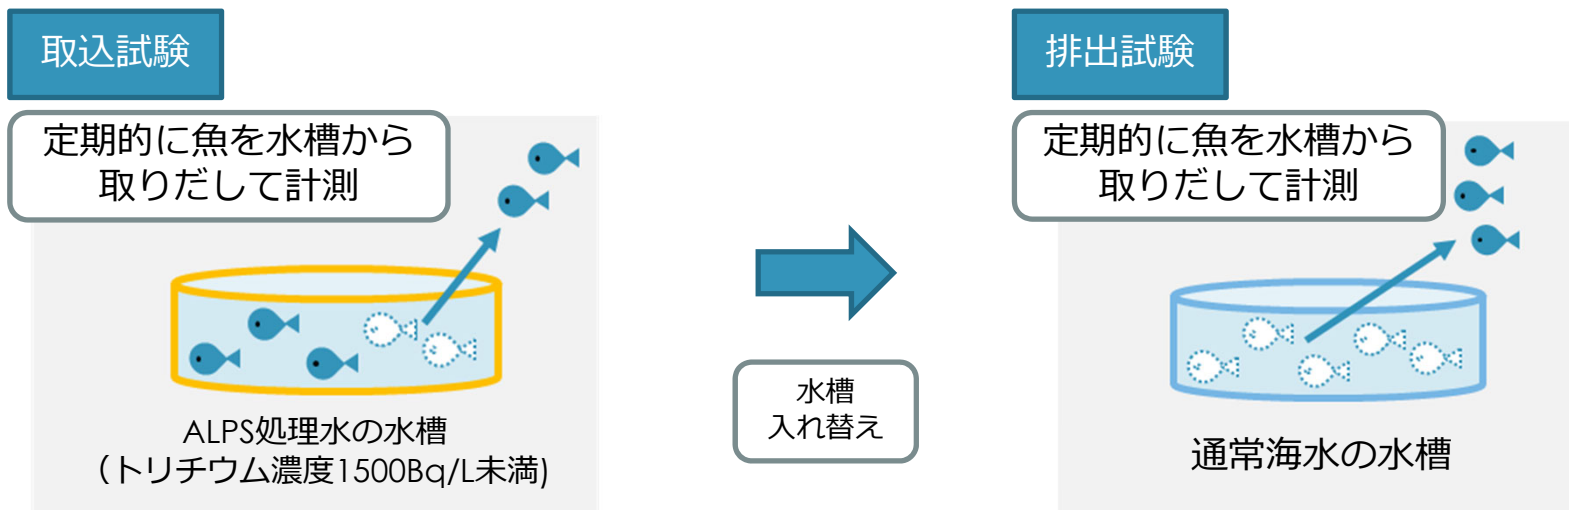 取込試験
定期的に魚を水槽から
取りだして計測
ALPS処理水の水槽
（トリチウム濃度1500Bq/L未満)
水槽
入れ替え
排出試験
定期的に魚を水槽から
取りだして計測
通常海水の水槽